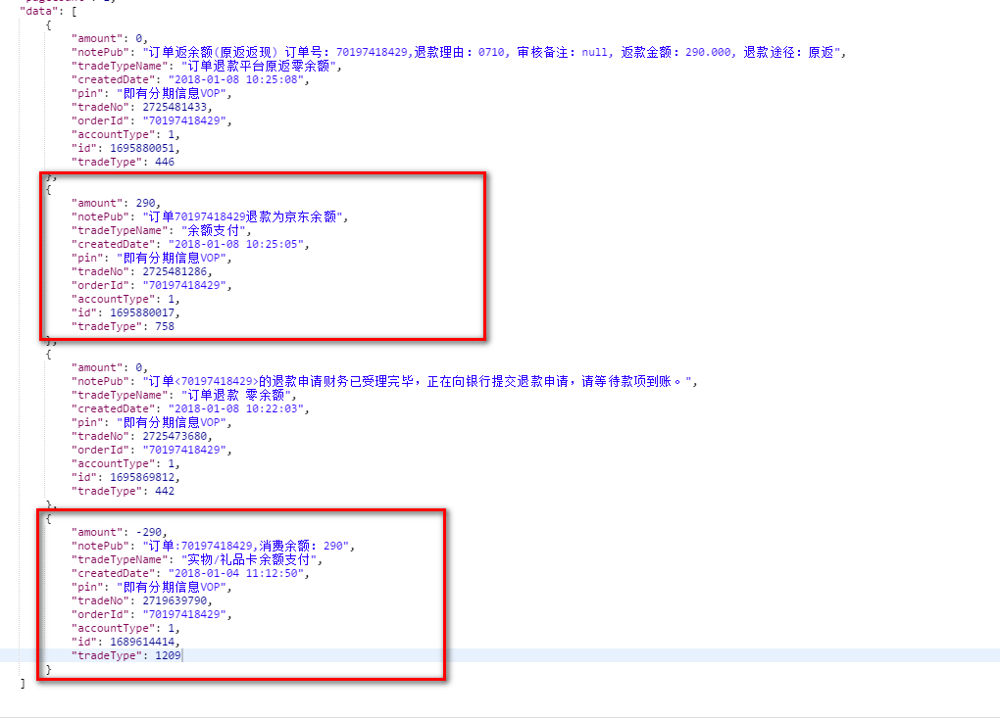 "data": [
{
"amount": 0,
"notePub": "订单返余额(原返返现) 订单号: 70197418429,退款理由: 0710, 审核备注: null, 返款金额: 290.000, 退款途径: 原返",
"tradeTypeName": "订单退款平台原返零余额",
"createdDate": "2018-01-08 10:25:08",
"pin": "即有分期信息VOP",
"tradeNo": 2725481433,
"orderId": "70197418429",
"accountType": 1,
"id": 1695880051,
"tradeType": 446
},
{
"amount": 290,
"notePub": "订单70197418429退款为京东余额",
"tradeTypeName": "余额支付",
"createdDate": "2018-01-08 10:25:05",
"pin": "即有分期信息VOP",
"tradeNo": 2725481286,
"orderId": "70197418429",
"accountType": 1,
"id": 1695880017,
"tradeType": 758
},
{
"amount": 0,
"notePub": "订单<70197418429>的退款申请财务已受理完毕，正在向银行提交退款申请，请等待款项到账。",
"tradeTypeName": "订单退款 零余额",
"createdDate": "2018-01-08 10:22:03",
"pin": "即有分期信息VOP",
"tradeNo": 2725473680,
"orderId": "70197418429",
"accountType": 1,
"id": 1695869812,
"tradeType": 442
},
{
"amount": -290,
"notePub": "订单:70197418429,消费余额: 290",
"tradeTypeName": "实物/礼品卡余额支付",
"createdDate": "2018-01-04 11:12:50",
"pin": "即有分期信息VOP",
"tradeNo": 2719639790,
"orderId": "70197418429",
"accountType": 1,
"id": 1689614414,
"tradeType": 1209
}
]